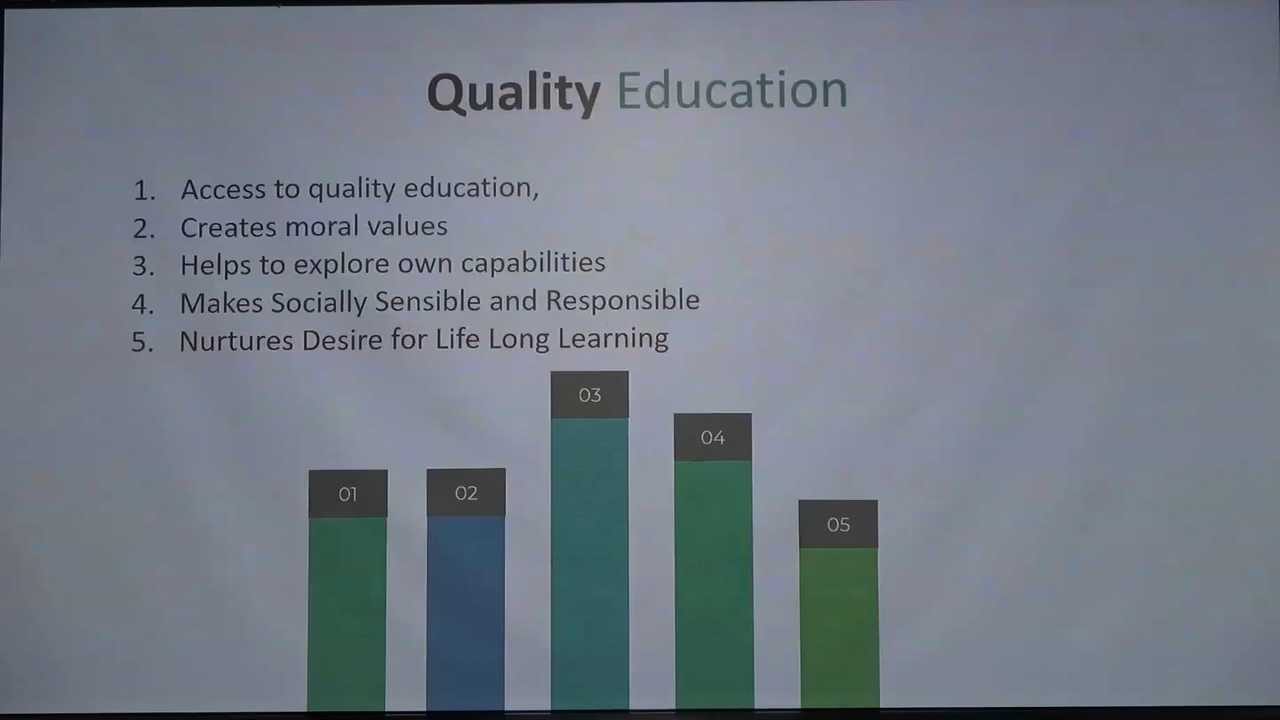 Quality Education
1. Access to quality education,
2. Creates moral values
3. Helps to explore own capabilities
4. Makes Socially Sensible and Responsible
5. Nurtures Desire for Life Long Learning
03
04
01
02
05